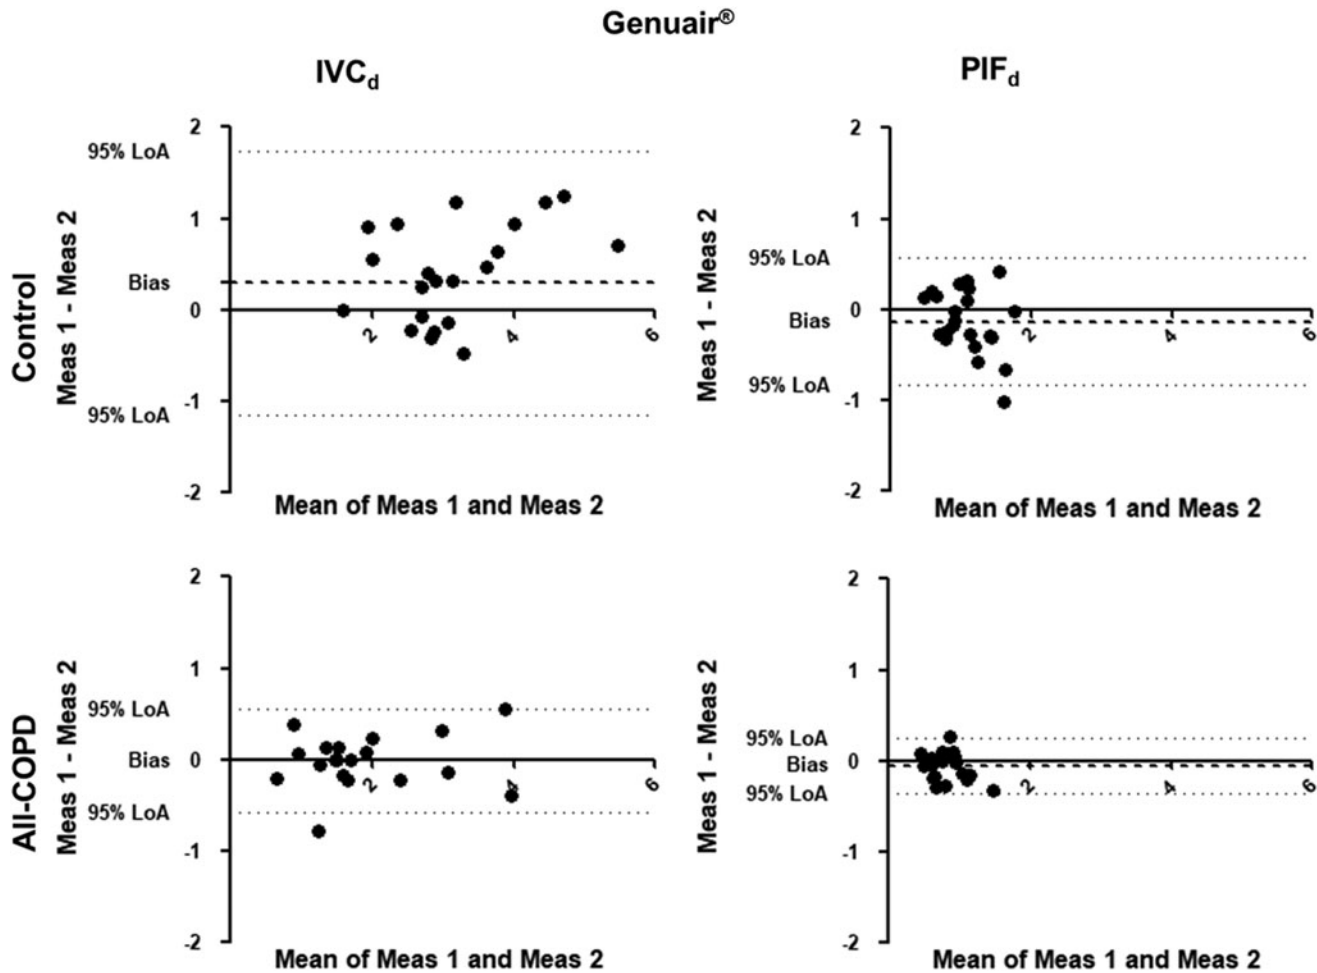 Genuair®
IVCd
PIFd
Control
Meas 1 - Meas 2
2
95% LoA
1
Bias
0
-1
95% LoA
-2
2
4
6
Mean of Meas 1 and Meas 2
Meas 1 - Meas 2
2
1
95% LoA
0
Bias
95% LoA
-1
-2
2
4
6
Mean of Meas 1 and Meas 2
All-COPD
Meas 1 - Meas 2
2
1
95% LoA
0
Bias
95% LoA
-1
-2
2
4
6
Mean of Meas 1 and Meas 2
Meas 1 - Meas 2
2
1
95% LoA
0
Bias
95% LoA
-1
-2
2
4
6
Mean of Meas 1 and Meas 2